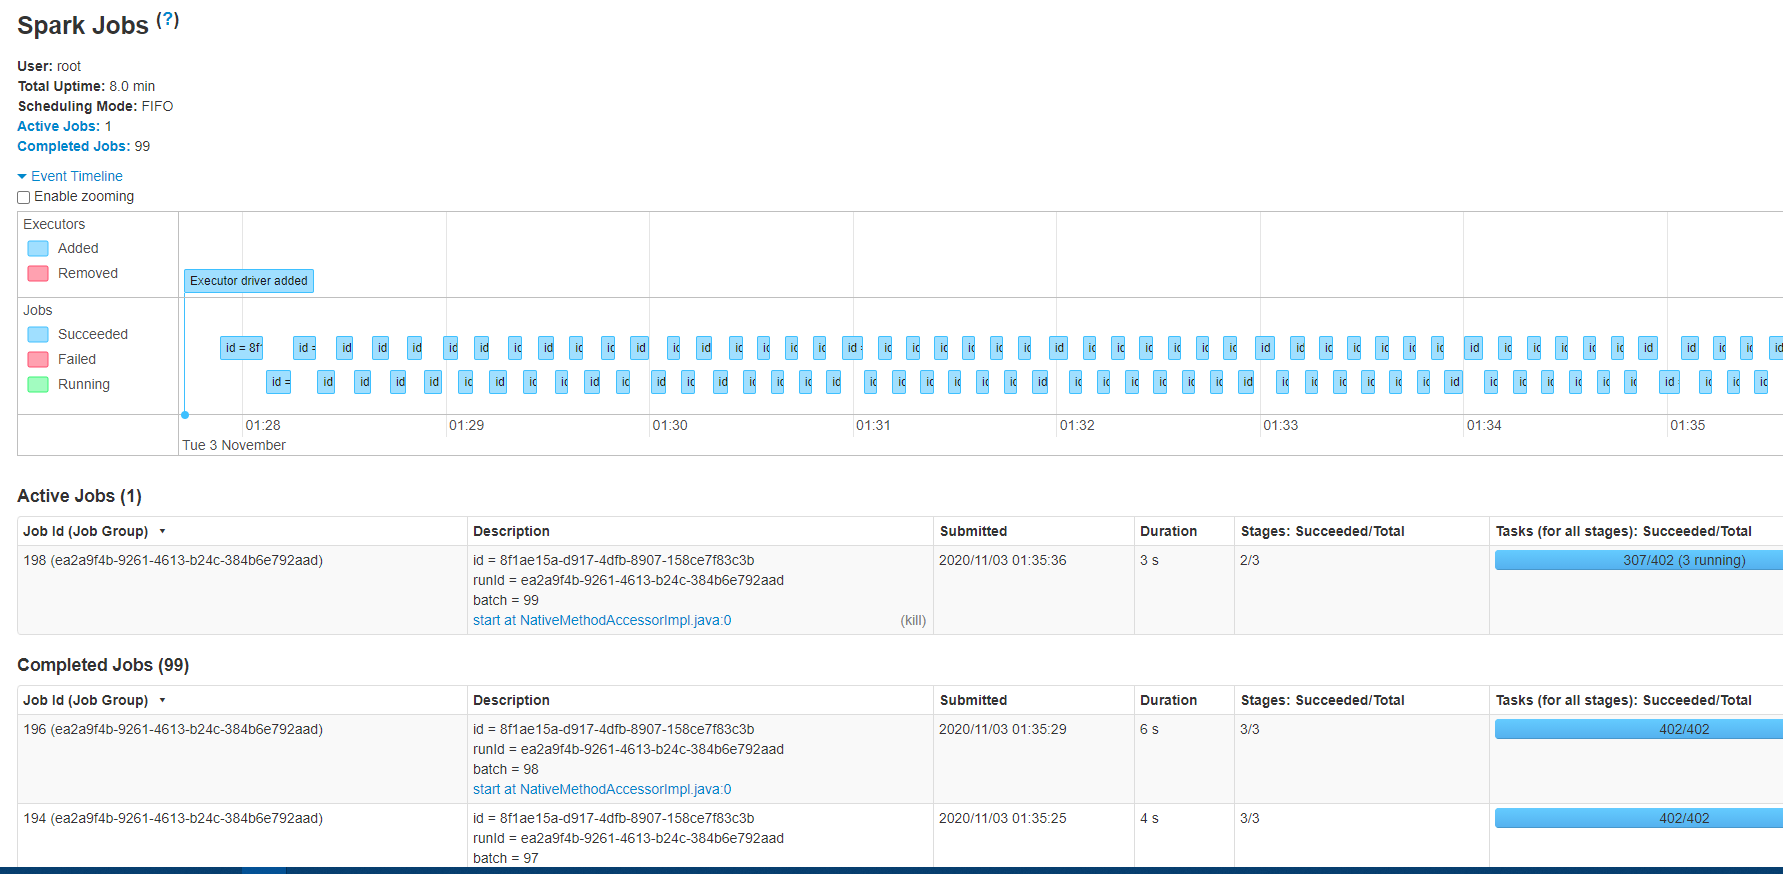 Spark Jobs (?)
User: root
Total Uptime: 8.0 min
Scheduling Mode: FIFO
Active Jobs: 1
Completed Jobs: 99
Event Timeline
Enable zooming
Executors
Added
Removed
Executor driver added
Jobs
Succeeded
Failed
Running
id = 8f id = id id id id id id id id id id id id id id id id id id = id id id id id id id id id id id id id id id id id id id id id id id id id id id id id
id = id id id id id id id id id id id id id id id id id id id id id id id id id id id id id id id id id id id id id id id id id id id id id id id id
01:28 01:29 01:30 01:31 01:32 01:33 01:34 01:35
Tue 3 November
Active Jobs (1)
Job Id (Job Group) Description Submitted Duration Stages: Succeeded/Total Tasks (for all stages): Succeeded/Total
198 (ea2a9f4b-9261-4613-b24c-384b6e792aad) id = 8f1ae15a-d917-4dfb-8907-158ce7f83c3b 2020/11/03 01:35:36 3 s 2/3 307/402 (3 running)
runId = ea2a9f4b-9261-4613-b24c-384b6e792aad
batch = 99
start at NativeMethodAccessorImpl.java:0 (kill)
Completed Jobs (99)
Job Id (Job Group) Description Submitted Duration Stages: Succeeded/Total Tasks (for all stages): Succeeded/Total
196 (ea2a9f4b-9261-4613-b24c-384b6e792aad) id = 8f1ae15a-d917-4dfb-8907-158ce7f83c3b 2020/11/03 01:35:29 6 s 3/3 402/402
runId = ea2a9f4b-9261-4613-b24c-384b6e792aad
batch = 98
start at NativeMethodAccessorImpl.java:0
194 (ea2a9f4b-9261-4613-b24c-384b6e792aad) id = 8f1ae15a-d917-4dfb-8907-158ce7f83c3b 2020/11/03 01:35:25 4 s 3/3 402/402
runId = ea2a9f4b-9261-4613-b24c-384b6e792aad
batch = 97